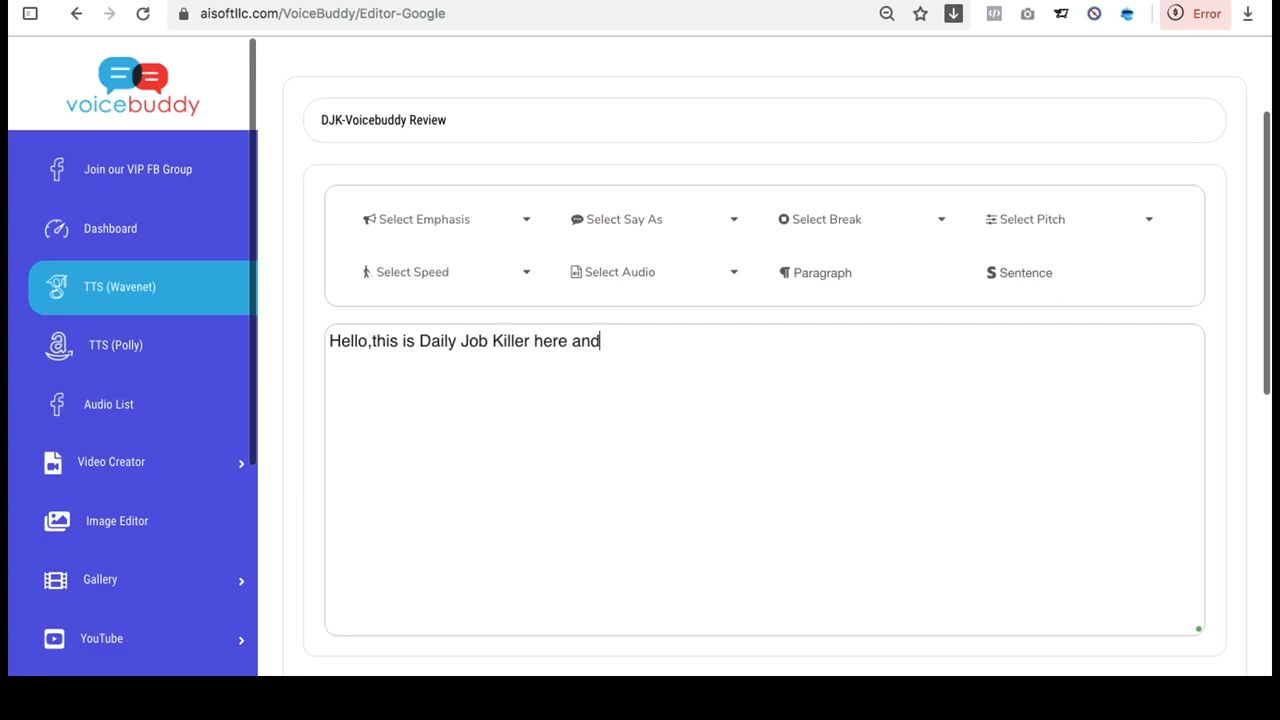 aisoftllc.com/VoiceBuddy/Editor-Google
Error
voicebuddy
Join our VIP FB Group
Dashboard
TTS (Wavenet)
TTS (Polly)
Audio List
Video Creator
Image Editor
Gallery
YouTube
DJK-Voicebuddy Review
Select Emphasis Select Say As Select Break Select Pitch
Select Speed Select Audio Paragraph Sentence
Hello,this is Daily Job Killer here and